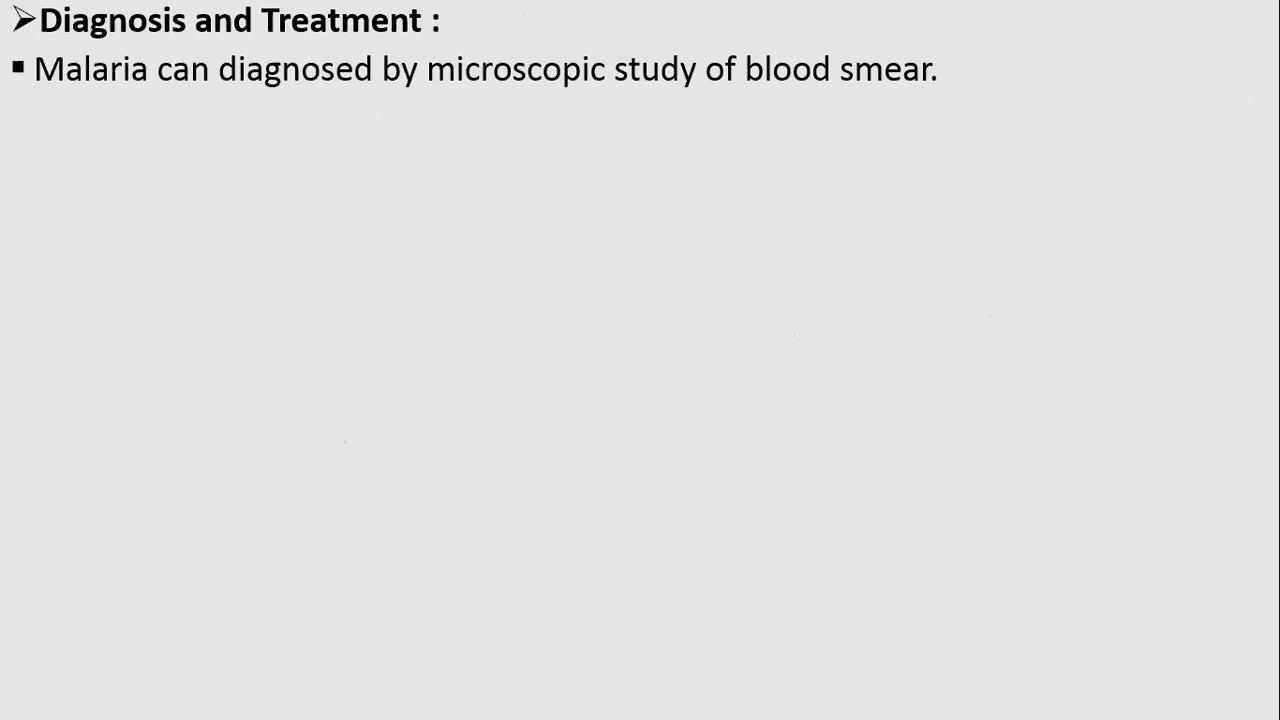 ➢Diagnosis and Treatment :
▪ Malaria can diagnosed by microscopic study of blood smear.